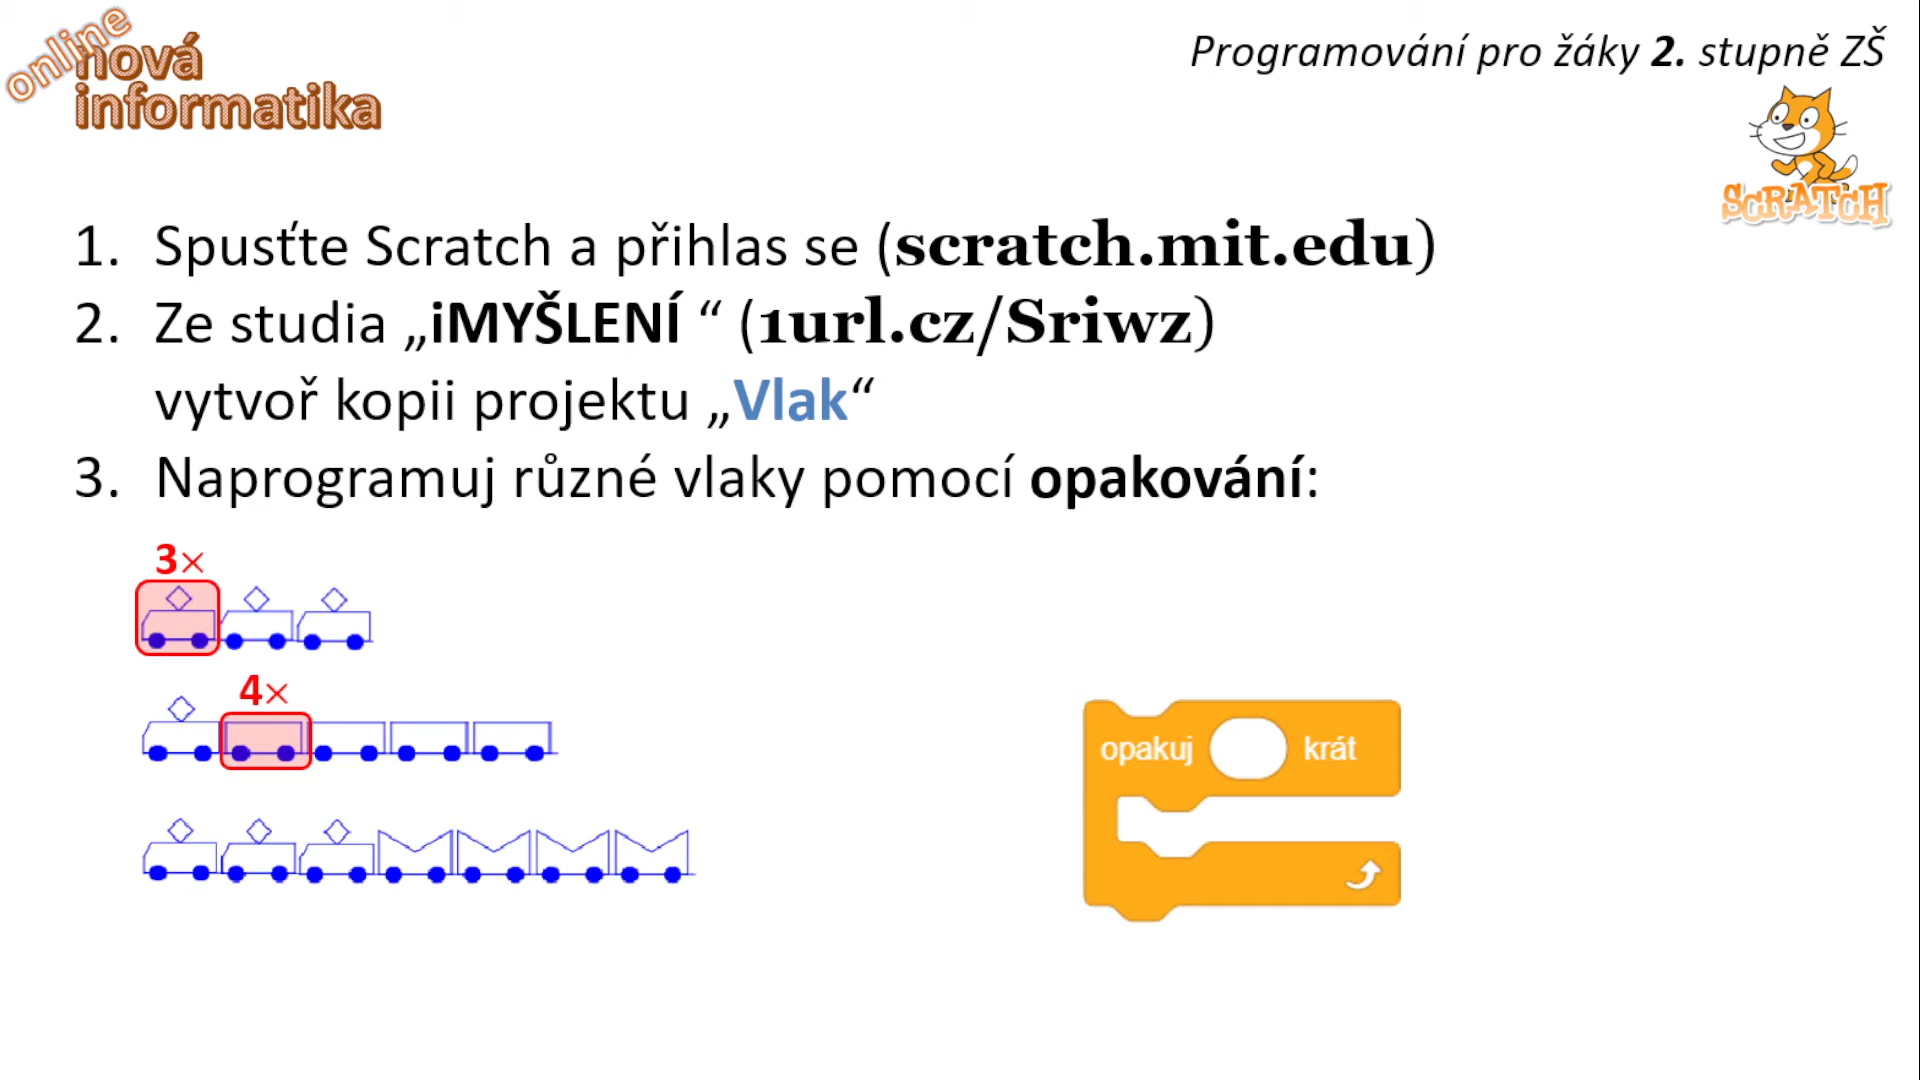 online
nová
informatika
Programování pro žáky 2. stupně ZŠ
SCRATCH
1. Spusťte Scratch a přihlas se (scratch.mit.edu)
2. Ze studia „iMYŠLENÍ “ (1url.cz/Sriwz)
vytvoř kopii projektu „Vlak“
3. Naprogramuj různé vlaky pomocí opakování:
3×
4×
opakuj krát